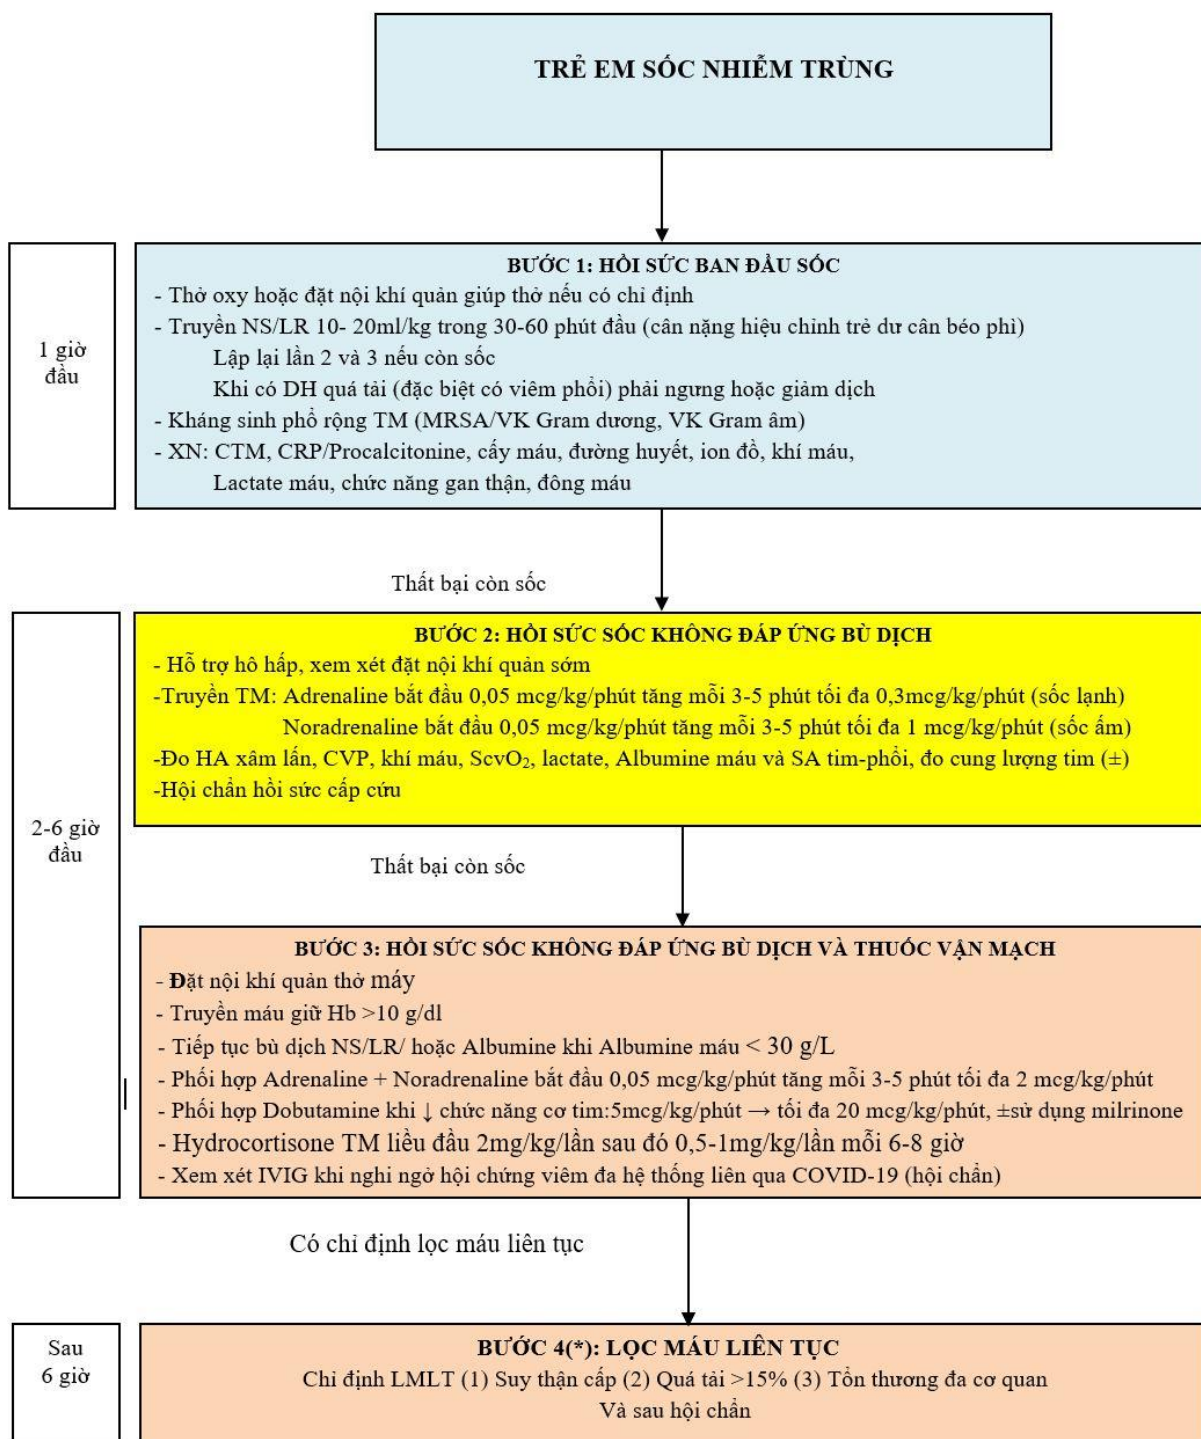 TRẺ EM SỐC NHIỄM TRÙNG
1 giờ
đầu
BƯỚC 1: HỒI SỨC BAN ĐẦU SỐC
- Thở oxy hoặc đặt nội khí quản giúp thở nếu có chỉ định
- Truyền NS/LR 10- 20ml/kg trong 30-60 phút đầu (cân nặng hiệu chỉnh trẻ dư cân béo phì)
Lập lại lần 2 và 3 nếu còn sốc
Khi có DH quá tải (đặc biệt có viêm phổi) phải ngưng hoặc giảm dịch
- Kháng sinh phổ rộng TM (MRSA/VK Gram dương, VK Gram âm)
- XN: CTM, CRP/Procalcitonine, cấy máu, đường huyết, ion đồ, khí máu,
Lactate máu, chức năng gan thận, đông máu
Thất bại còn sốc
2-6 giờ
đầu
BƯỚC 2: HỒI SỨC SỐC KHÔNG ĐÁP ỨNG BÙ DỊCH
- Hỗ trợ hô hấp, xem xét đặt nội khí quản sớm
-Truyền TM: Adrenaline bắt đầu 0,05 mcg/kg/phút tăng mỗi 3-5 phút tối đa 0,3mcg/kg/phút (sốc lạnh)
Noradrenaline bắt đầu 0,05 mcg/kg/phút tăng mỗi 3-5 phút tối đa 1 mcg/kg/phút (sốc ấm)
-Đo HA xâm lấn, CVP, khí máu, ScvO₂, lactate, Albumine máu và SA tim-phổi, đo cung lượng tim (±)
-Hội chẩn hồi sức cấp cứu
Thất bại còn sốc
BƯỚC 3: HỒI SỨC SỐC KHÔNG ĐÁP ỨNG BÙ DỊCH VÀ THUỐC VẬN MẠCH
- Đặt nội khí quản thở máy
- Truyền máu giữ Hb >10 g/dl
- Tiếp tục bù dịch NS/LR/ hoặc Albumine khi Albumine máu < 30 g/L
- Phối hợp Adrenaline + Noradrenaline bắt đầu 0,05 mcg/kg/phút tăng mỗi 3-5 phút tối đa 2 mcg/kg/phút
- Phối hợp Dobutamine khi ↓ chức năng cơ tim:5mcg/kg/phút → tối đa 20 mcg/kg/phút, ±sử dụng milrinone
- Hydrocortisone TM liều đầu 2mg/kg/lần sau đó 0,5-1mg/kg/lần mỗi 6-8 giờ
- Xem xét IVIG khi nghi ngờ hội chứng viêm đa hệ thống liên qua COVID-19 (hội chẩn)
Có chỉ định lọc máu liên tục
Sau
6 giờ
BƯỚC 4(*): LỌC MÁU LIÊN TỤC
Chỉ định LMLT (1) Suy thận cấp (2) Quá tải >15% (3) Tổn thương đa cơ quan
Và sau hội chẩn